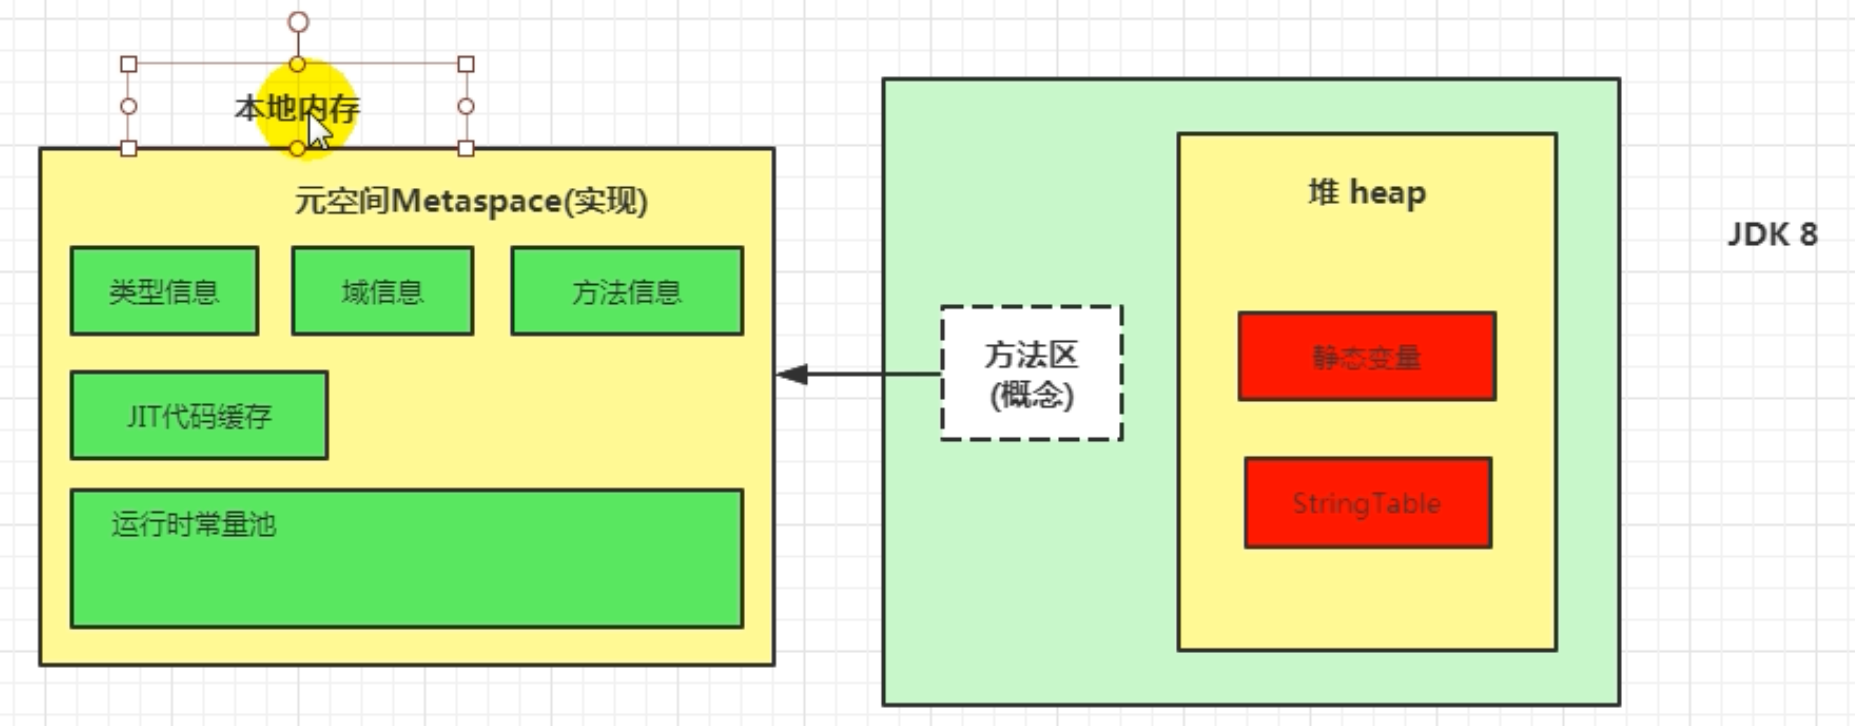 本地内存
元空间Metaspace(实现)
类型信息
域信息
方法信息
JIT代码缓存
运行时常量池
方法区
(概念)
堆 heap
静态变量
StringTable
JDK 8